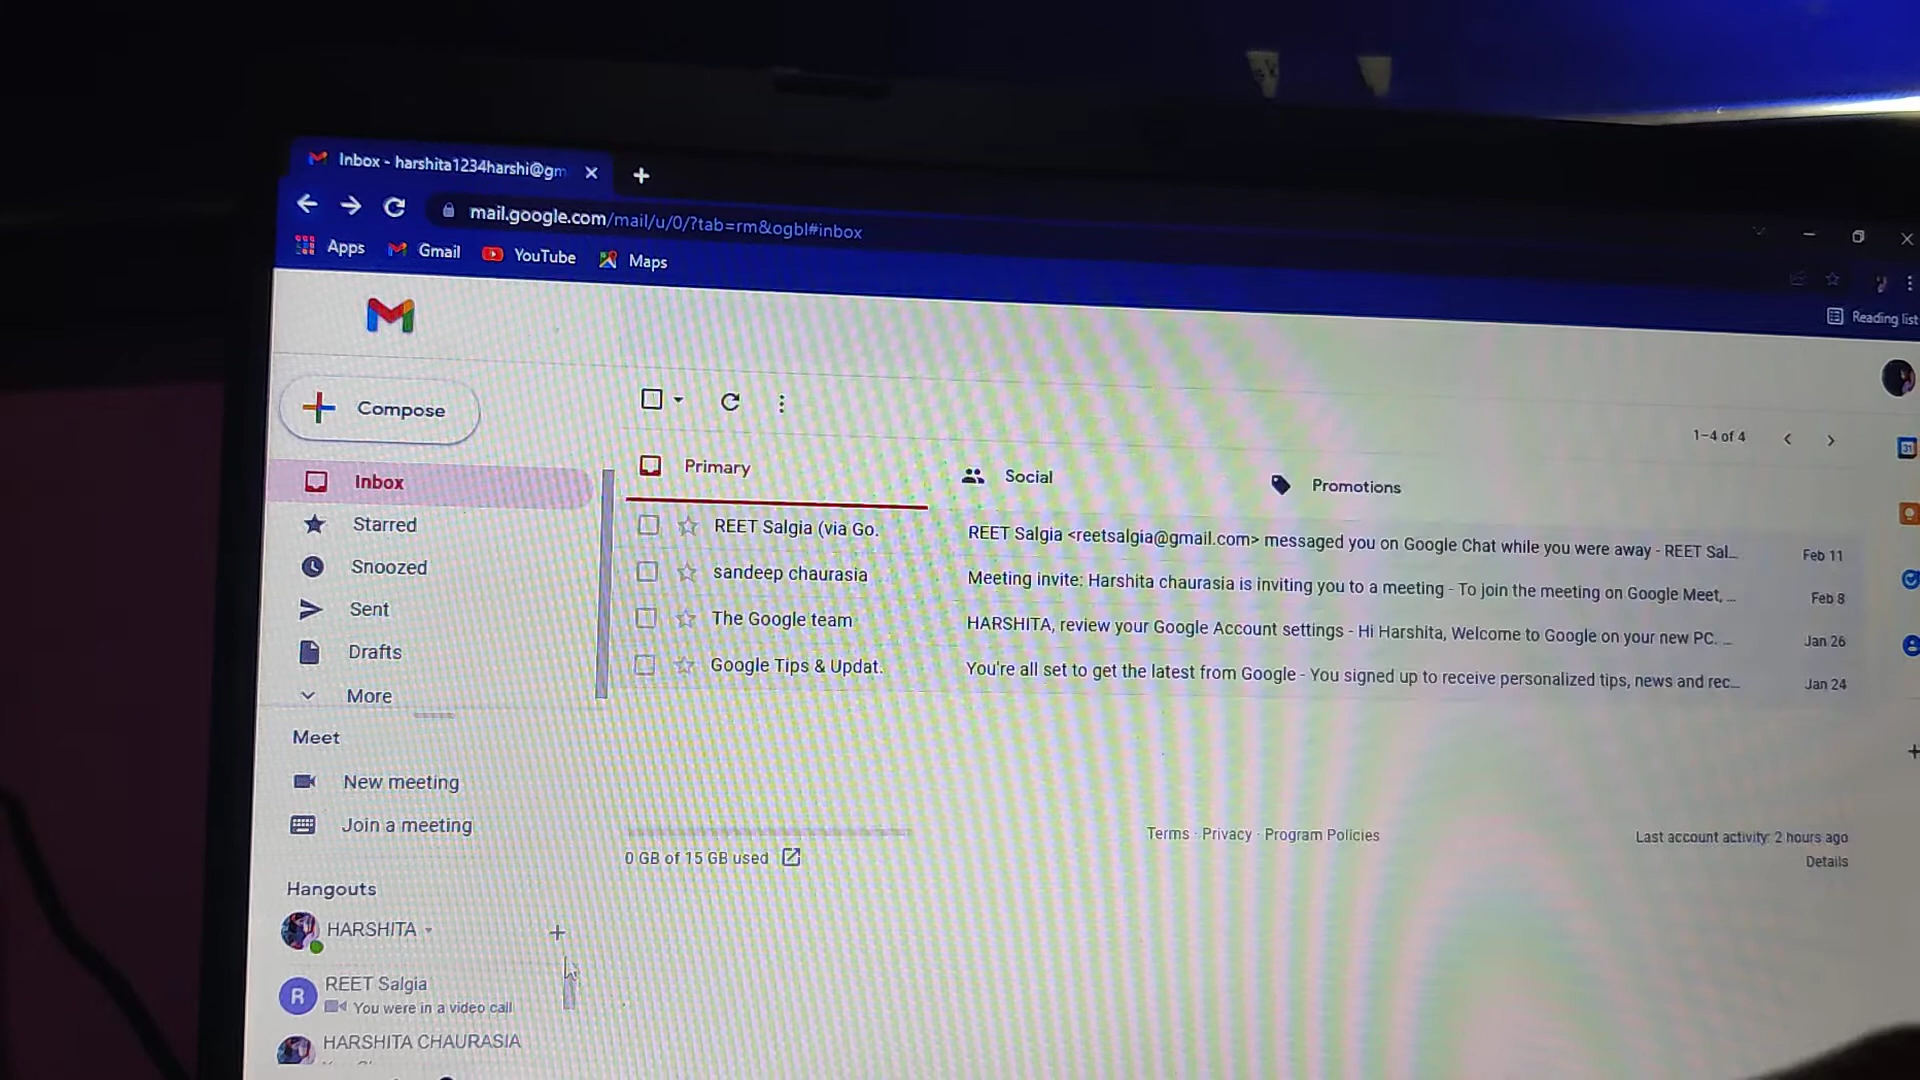 Inbox - harshita1234harshi@gm
mail.google.com/mail/u/0/?tab=rm&ogbl#inbox
Apps
Gmail
YouTube
Maps
Reading list
Compose
1–4 of 4
Inbox
Starred
Snoozed
Sent
Drafts
More
Primary
Social
Promotions
REET Salgia (via Go.
REET Salgia <reetsalgia@gmail.com> messaged you on Google Chat while you were away - REET Sal...
Feb 11
sandeep chaurasia
Meeting invite: Harshita chaurasia is inviting you to a meeting - To join the meeting on Google Meet, ...
Feb 8
The Google team
HARSHITA, review your Google Account settings - Hi Harshita, Welcome to Google on your new PC. ...
Jan 26
Google Tips & Updat.
You're all set to get the latest from Google - You signed up to receive personalized tips, news and rec...
Jan 24
Meet
New meeting
Join a meeting
0 GB of 15 GB used
Terms · Privacy · Program Policies
Last account activity: 2 hours ago
Details
Hangouts
HARSHITA
R
REET Salgia
You were in a video call
HARSHITA CHAURASIA
31